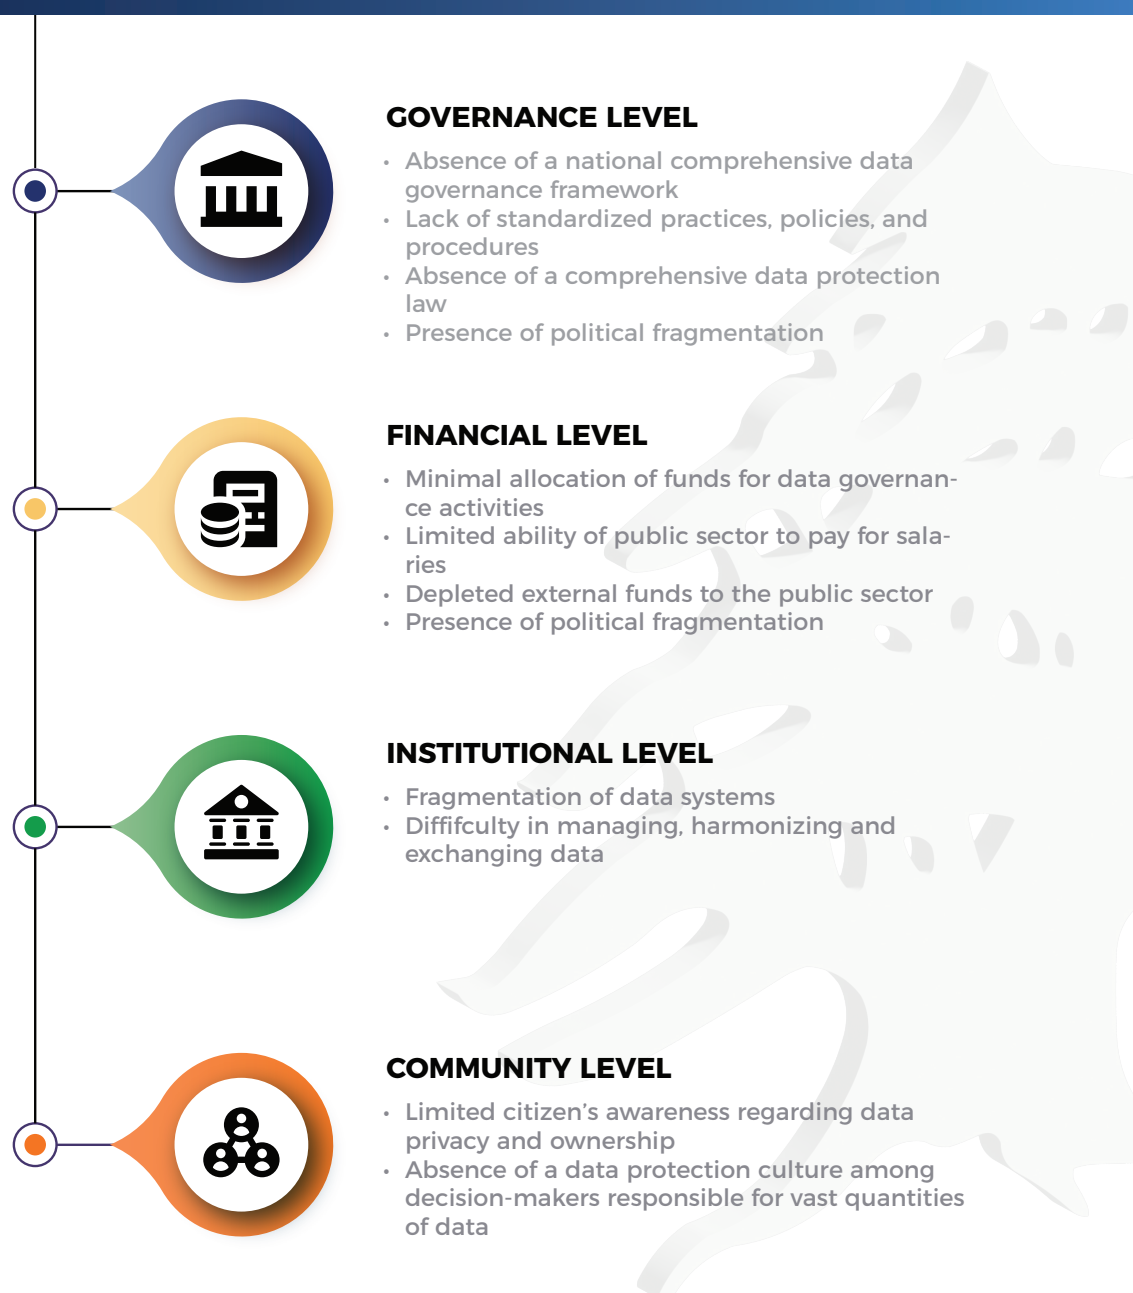 GOVERNANCE LEVEL
• Absence of a national comprehensive data
governance framework
• Lack of standardized practices, policies, and
procedures
• Absence of a comprehensive data protection
law
• Presence of political fragmentation
FINANCIAL LEVEL
• Minimal allocation of funds for data governan-
ce activities
• Limited ability of public sector to pay for sala-
ries
• Depleted external funds to the public sector
• Presence of political fragmentation
INSTITUTIONAL LEVEL
• Fragmentation of data systems
• Diffifculty in managing, harmonizing and
exchanging data
COMMUNITY LEVEL
• Limited citizen’s awareness regarding data
privacy and ownership
• Absence of a data protection culture among
decision-makers responsible for vast quantities
of data